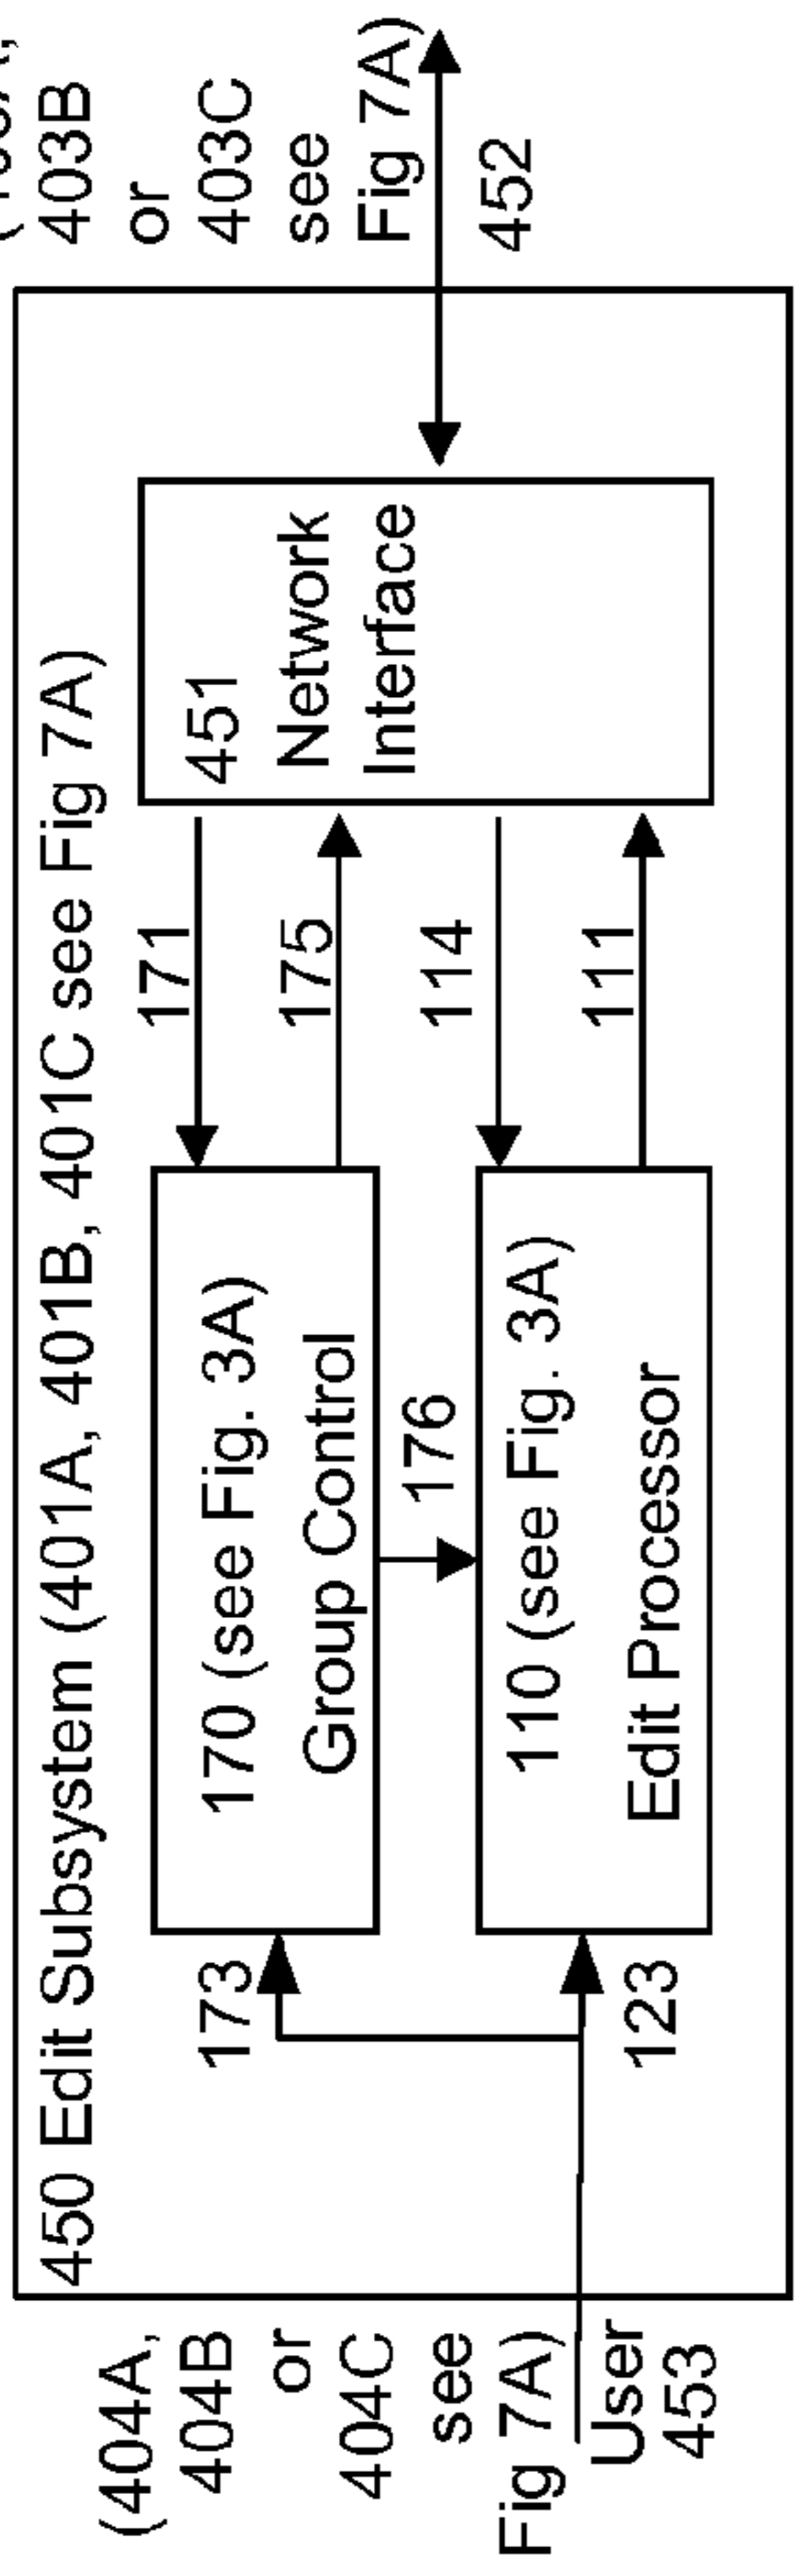 450 Edit Subsystem (401A, 401B, 401C see Fig 7A)
(404A,
404B
or
404C
see
Fig 7A)
User
453
173
123
170 (see Fig. 3A)
Group Control
176
110 (see Fig. 3A)
Edit Processor
171
175
114
111
451
Network
Interface
403B
or
403C
see
Fig 7A)
452